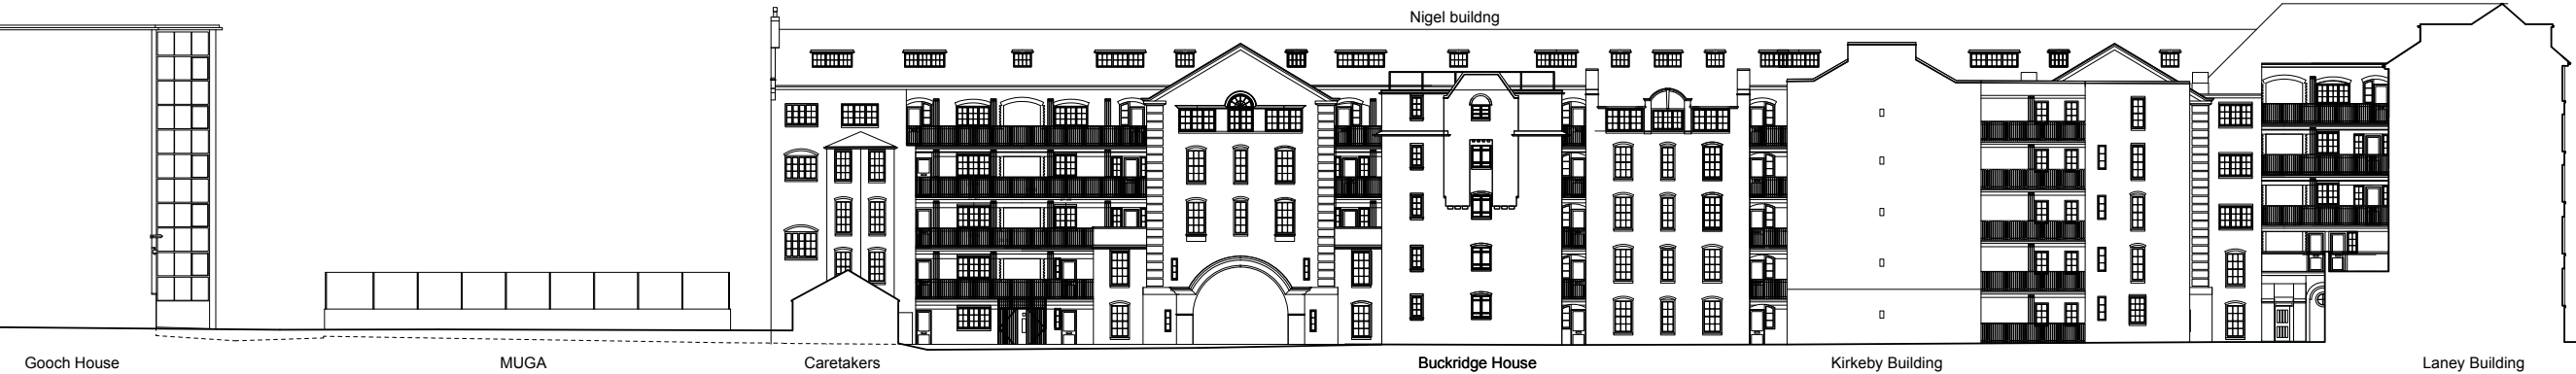 Nigel buildng
Gooch House
MUGA
Caretakers
Buckridge House
Kirkeby Building
Laney Building